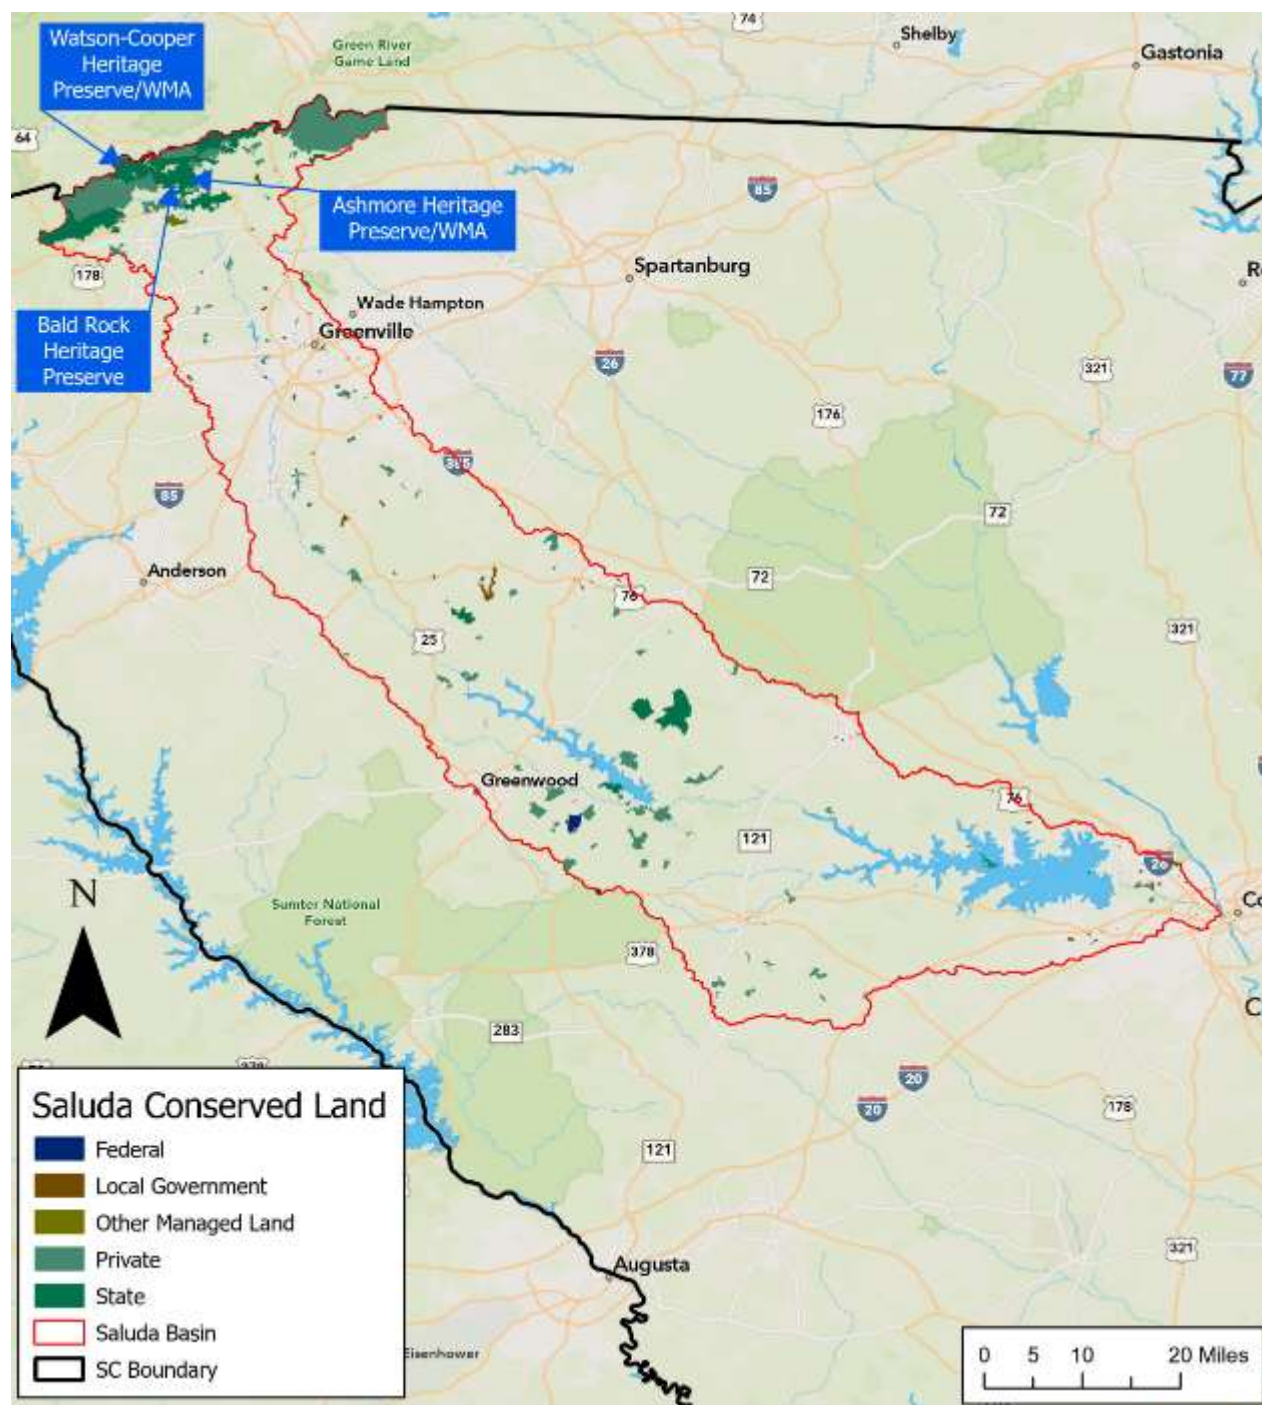 74
Shelby
Watson-Cooper
Heritage
Preserve/WMA
Green River
Game Land
Gastonia
64
85
Ashmore Heritage
Preserve/WMA
178
Spartanburg
Wade Hampton
Greenville
Bald Rock
Heritage
Preserve
26
321
77
176
385
85
72
Anderson
72
76
25
321
Greenwood
76
121
26
N
Sumter National
Forest
378
283
20
20
178
121
321
Augusta
Eisenhower
Saluda Conserved Land
Federal
Local Government
Other Managed Land
Private
State
Saluda Basin
SC Boundary
0 5 10 20 Miles